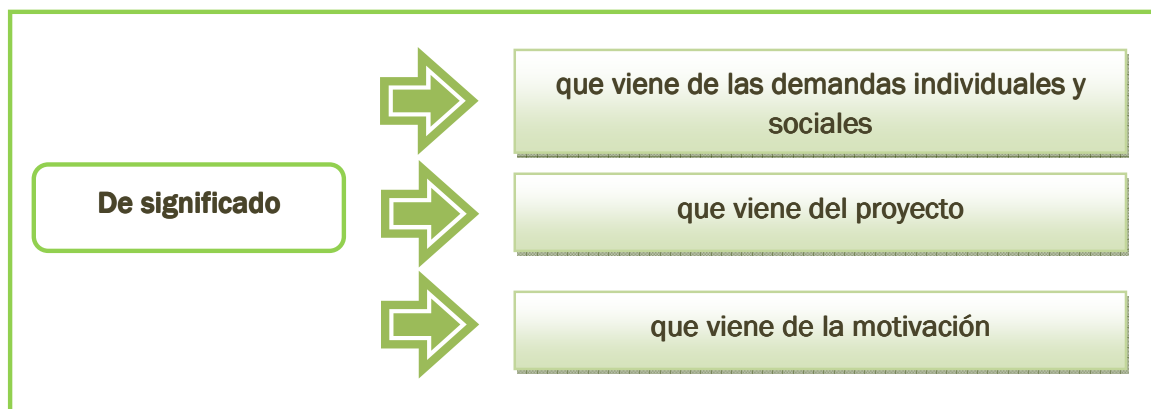 que viene de las demandas individuales y
sociales
De significado
que viene del proyecto
que viene de la motivación